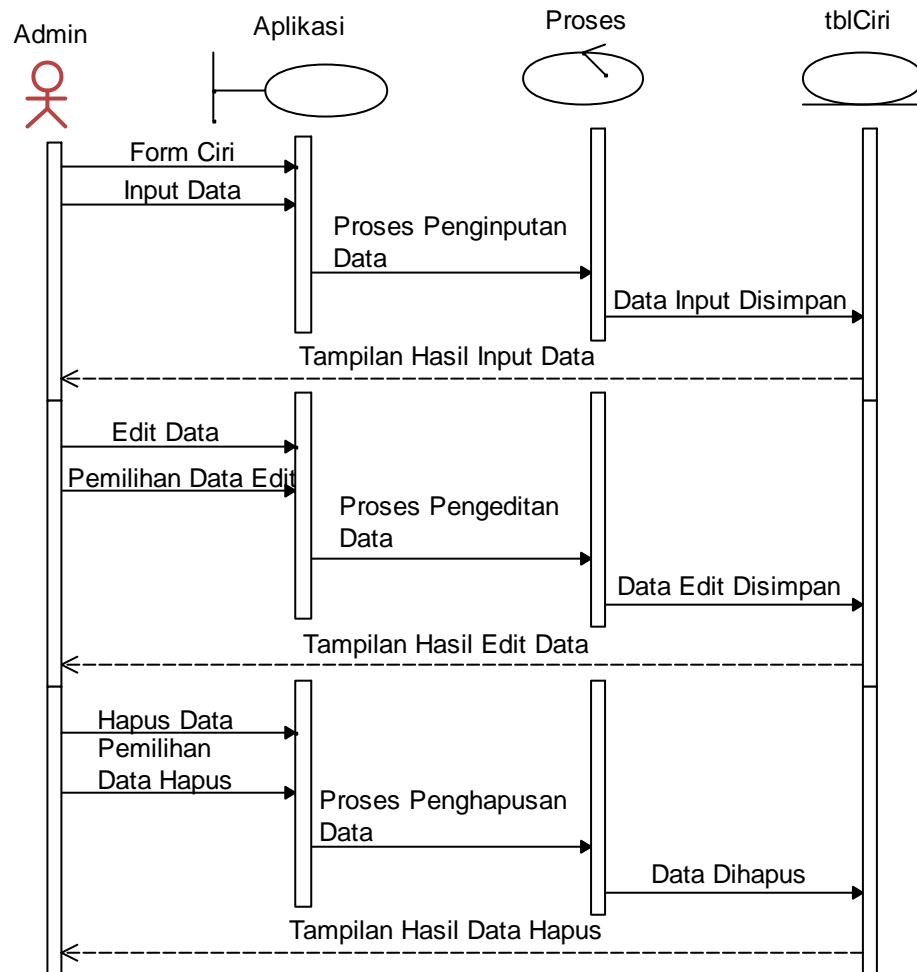 Admin
Aplikasi
Proses
tblCiri
Form Ciri
Input Data
Proses Penginputan
Data
Data Input Disimpan
Tampilan Hasil Input Data
Edit Data
Pemilihan Data Edit
Proses Pengeditan
Data
Data Edit Disimpan
Tampilan Hasil Edit Data
Hapus Data
Pemilihan
Data Hapus
Proses Penghapusan
Data
Data Dihapus
Tampilan Hasil Data Hapus